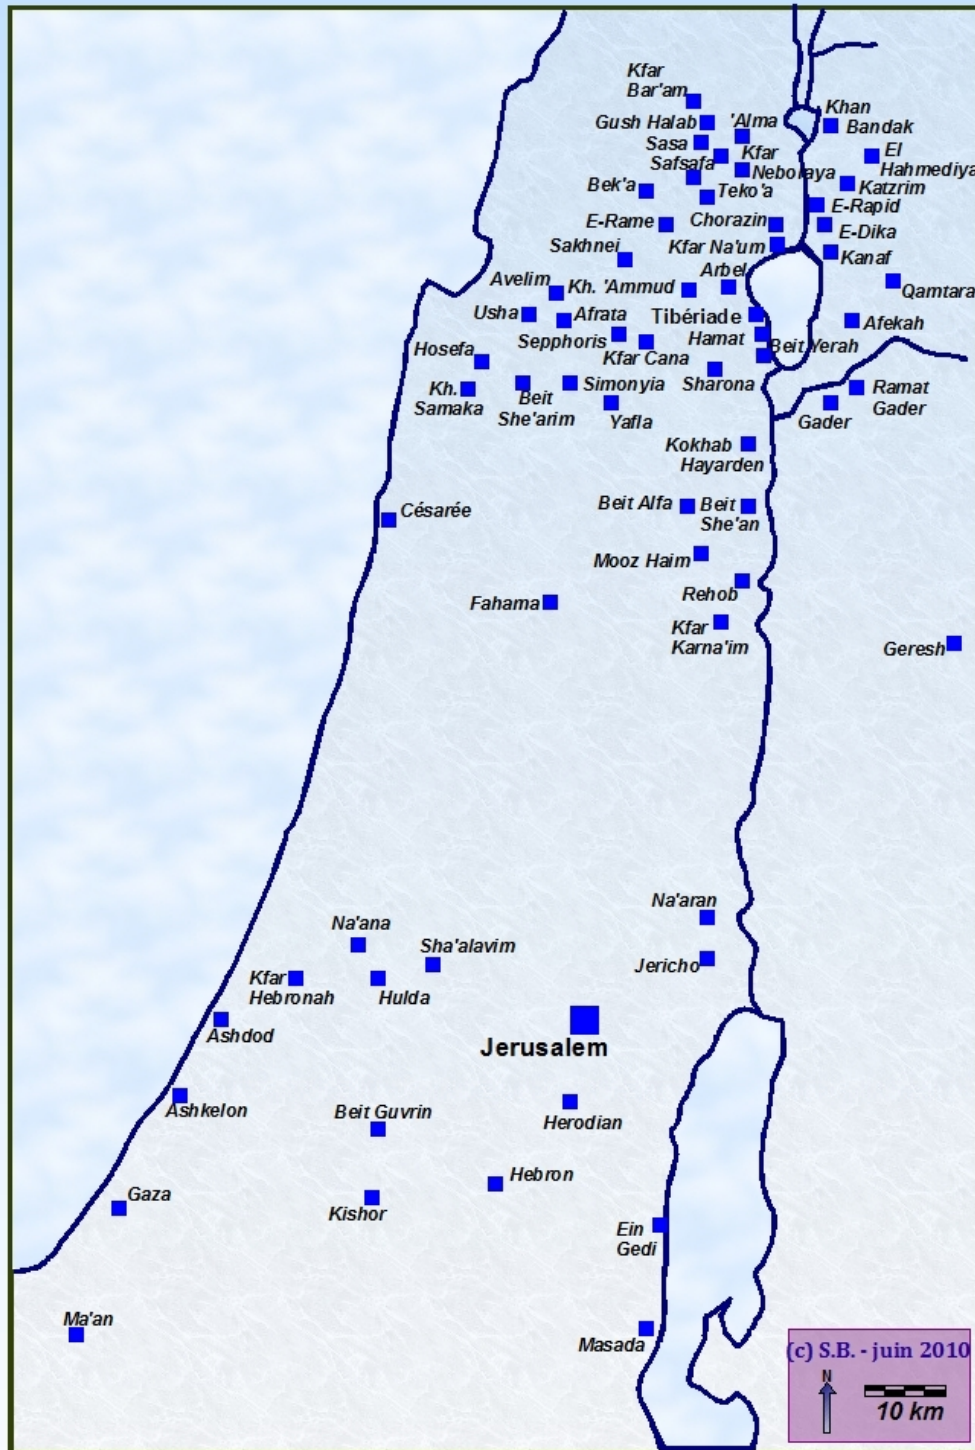 Kfar
Bar'am
Gush Halab
'Alma
Khan
Bandak
Sasa
Safsafa
Kfar
Nebolaya
El
Hahmediya
Bek'a
Teko'a
Katzrim
E-Rapid
E-Rame
Chorazin
E-Dika
Sakhnei
Kfar Na'um
Kanaf
Avelim
Kh. 'Ammud
Arbel
Qamtara
Usha
Afrata
Tibériade
Afekah
Sepphoris
Hamat
Hosefa
Kfar Cana
Beit Yerah
Kh.
Samaka
Beit
She'arim
Simonyia
Sharona
Ramat
Gader
Yafla
Gader
Kokhab
Hayarden
Césarée
Beit Alfa
Beit
She'an
Mooz Haim
Fahama
Rehob
Kfar
Karna'im
Geresh
Na'aran
Na'ana
Sha'alavim
Jericho
Kfar
Hebronah
Hulda
Ashdod
Jerusalem
Ashkelon
Beit Guvrin
Herodian
Gaza
Kishor
Hebron
Ein
Gedi
Ma'an
Masada
(c) S.B. - juin 2010
N
10 km